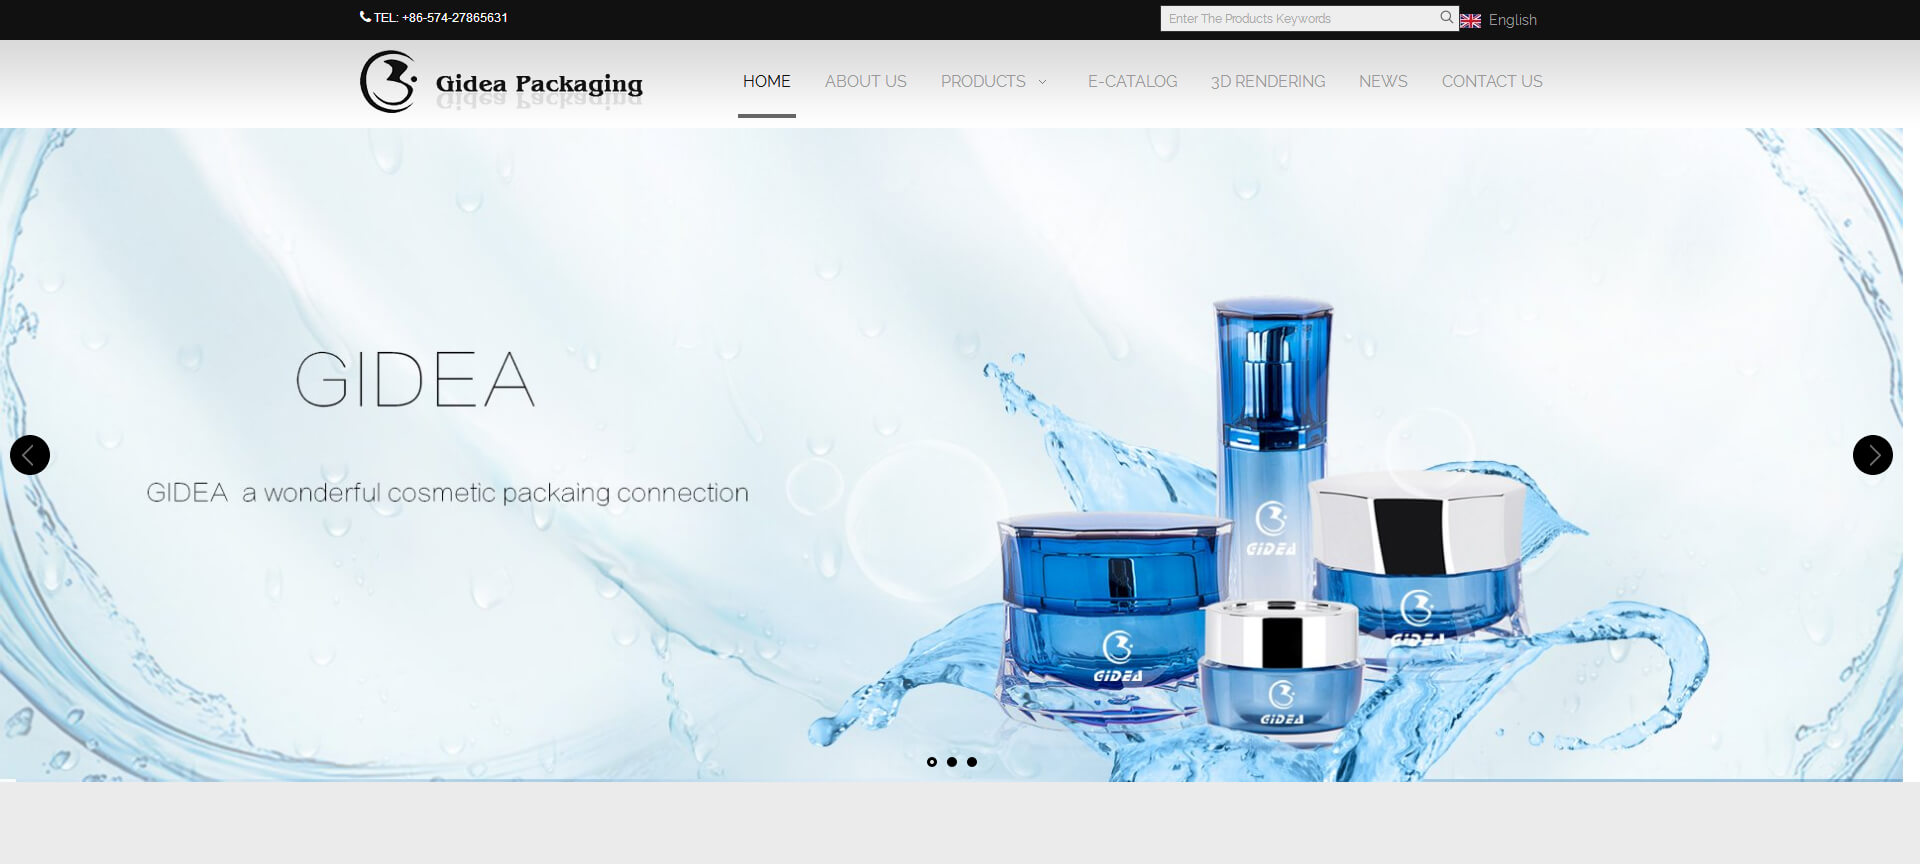 TEL: +86-574-27865631
Enter The Products Keywords
English
Gidea Packaging
HOME
ABOUT US
PRODUCTS
E-CATALOG
3D RENDERING
NEWS
CONTACT US
GIDEA
GIDEA a wonderful cosmetic packaing connection
GIDEA
GIDEA
GIDEA
GIDEA